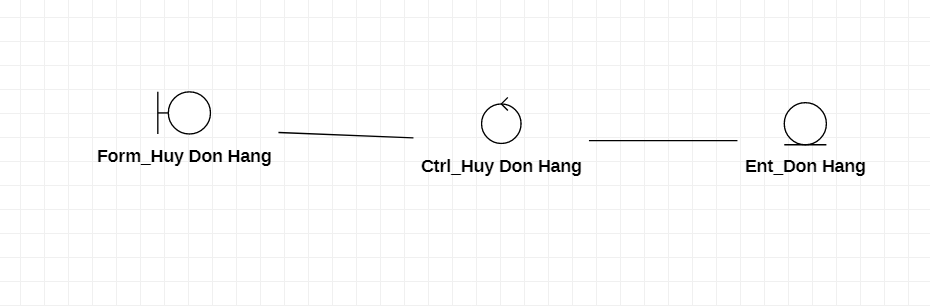 Form_Huy Don Hang
Ctrl_Huy Don Hang
Ent_Don Hang